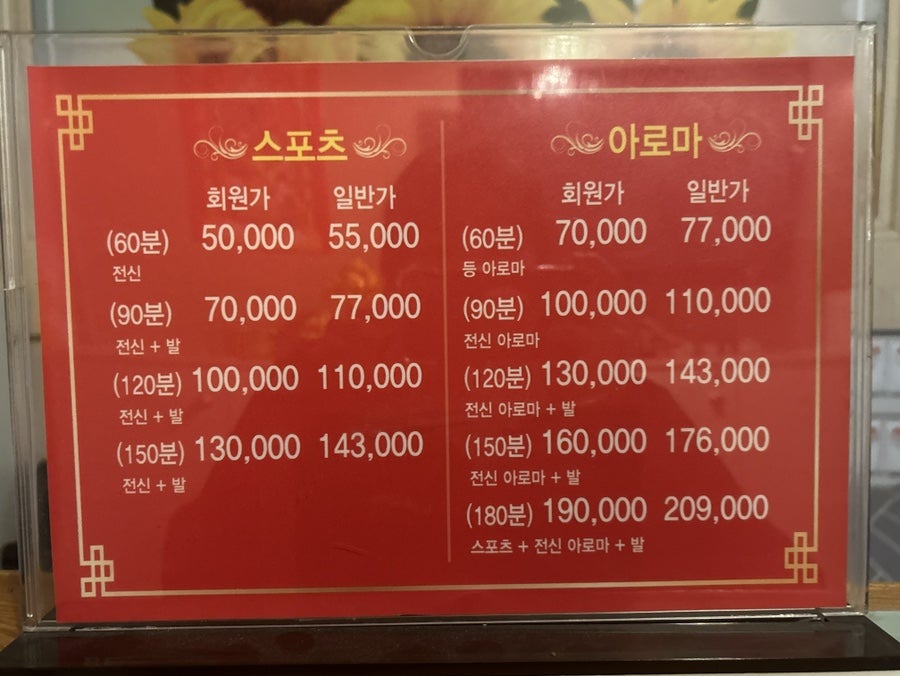 스포츠
회원가 일반가
(60분) 50,000 55,000
전신
(90분) 70,000 77,000
전신 + 발
(120분) 100,000 110,000
전신 + 발
(150분) 130,000 143,000
전신 + 발
아로마
회원가 일반가
(60분) 70,000 77,000
등 아로마
(90분) 100,000 110,000
전신 아로마
(120분) 130,000 143,000
전신 아로마 + 발
(150분) 160,000 176,000
전신 아로마 + 발
(180분) 190,000 209,000
스포츠 + 전신 아로마 + 발